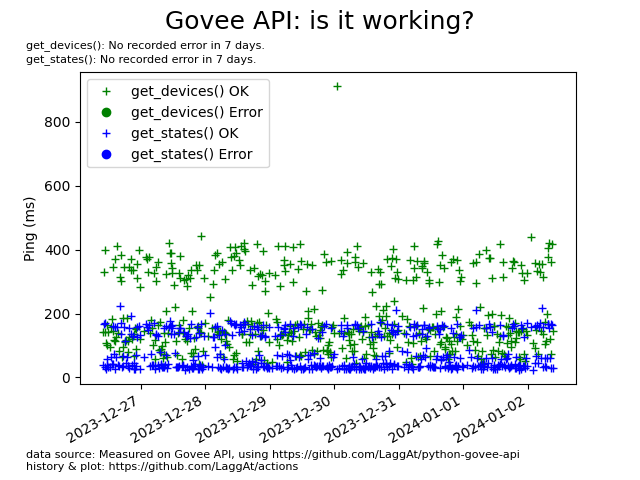 Govee API: is it working?
get_devices(): No recorded error in 7 days.
get_states(): No recorded error in 7 days.
get_devices() OK
get_devices() Error
get_states() OK
get_states() Error
Ping (ms)
800
600
400
200
0
2023-12-27
2023-12-28
2023-12-29
2023-12-30
2023-12-31
2024-01-01
2024-01-02
data source: Measured on Govee API, using https://github.com/LaggAt/python-govee-api
history & plot: https://github.com/LaggAt/actions